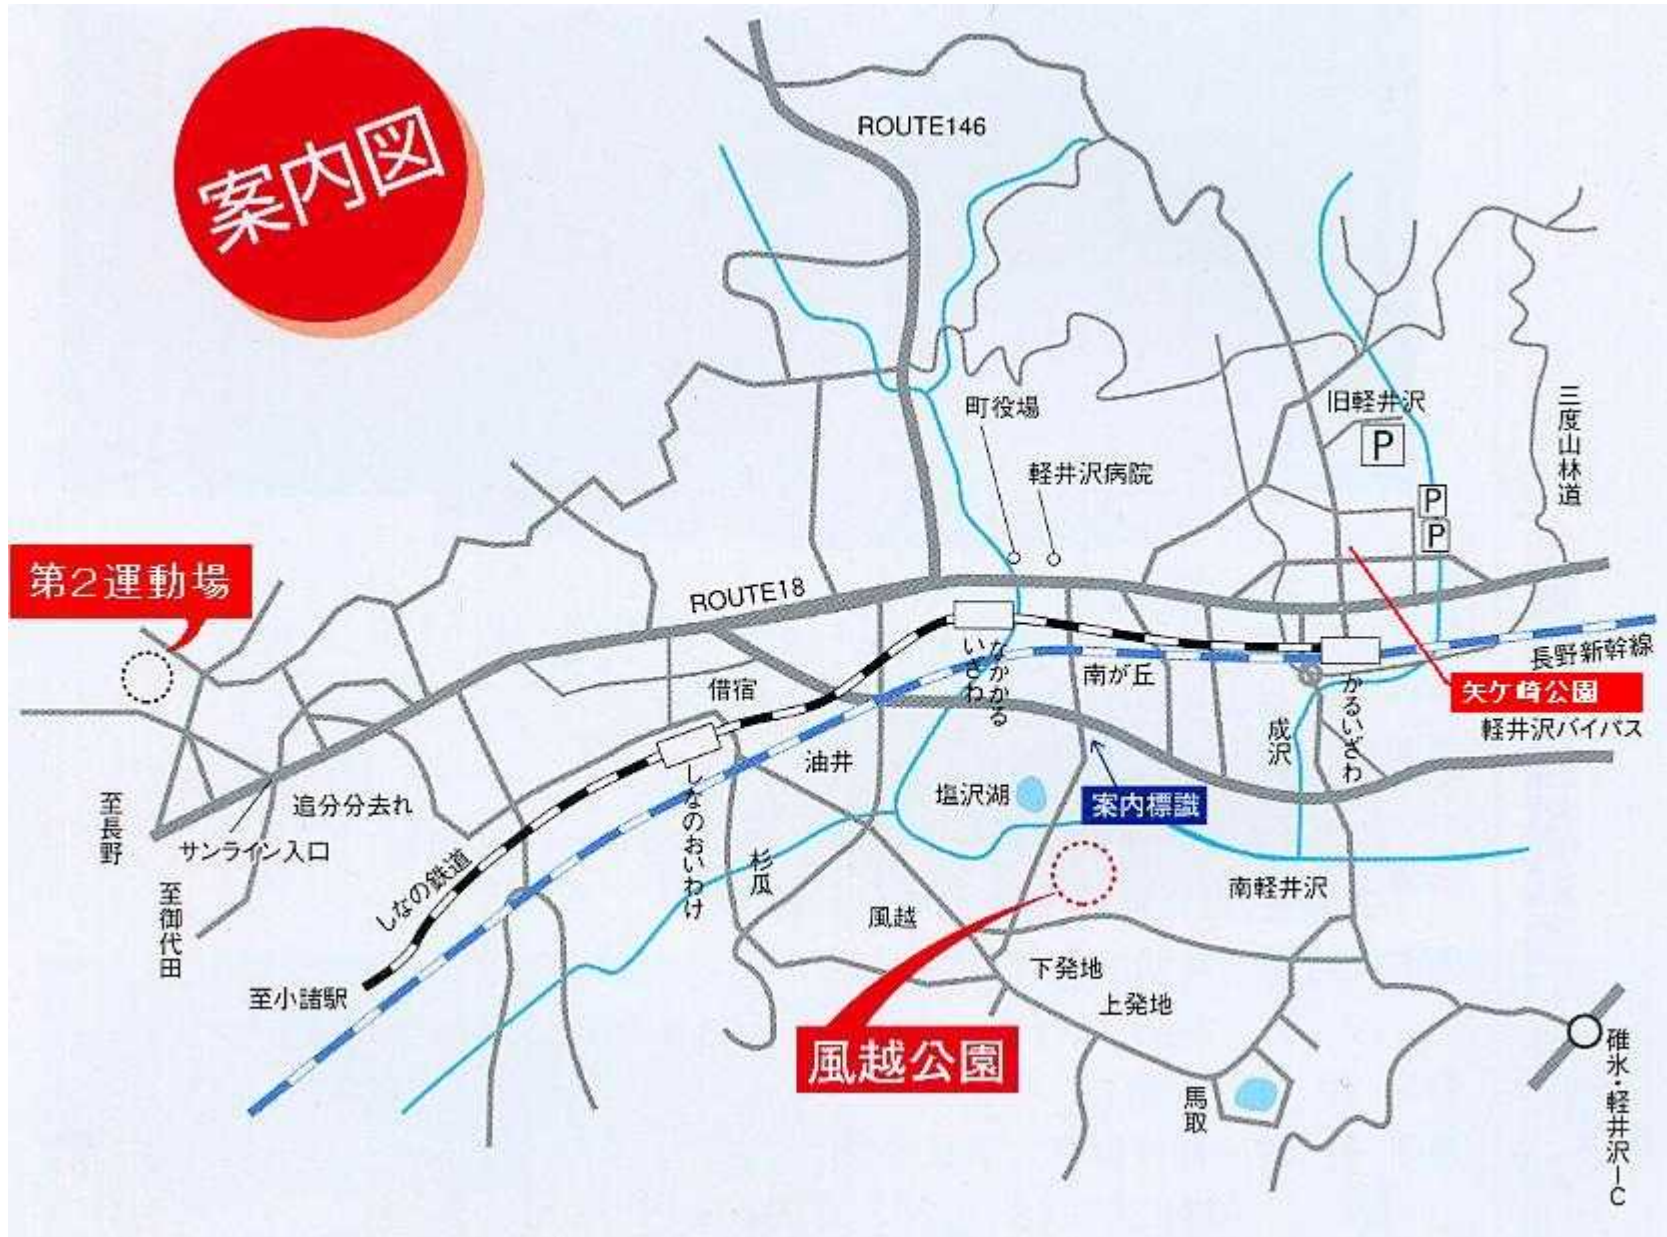 案内図
ROUTE146
町役場
軽井沢病院
旧軽井沢
P
P
P
三度山林道
第2運動場
ROUTE18
なかかる
いざわ
南が丘
長野新幹線
矢ケ崎公園
軽井沢バイパス
かるいざわ
成沢
借宿
油井
塩沢湖
案内標識
追分分去れ
サンライン入口
至長野
至御代田
しなの鉄道
しなのおいわけ
杉瓜
風越
南軽井沢
至小諸駅
下発地
上発地
風越公園
馬取
碓氷・軽井沢IC